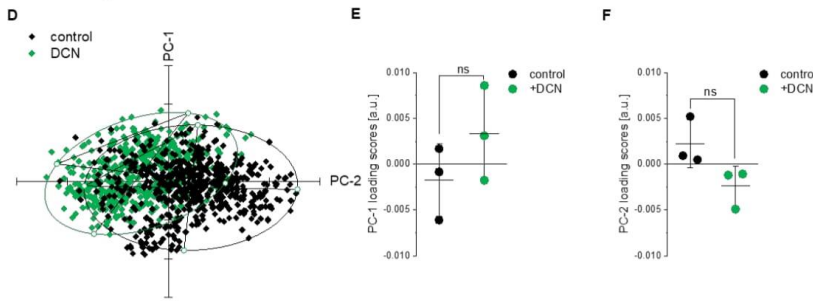 D
control
DCN
PC-1
PC-2
E
PC-1 loading scores [a.u.]
0.010
0.005
0.000
-0.005
-0.010
ns
control
+DCN
F
PC-2 loading scores [a.u.]
0.010
0.005
0.000
-0.005
-0.010
ns
control
+DCN